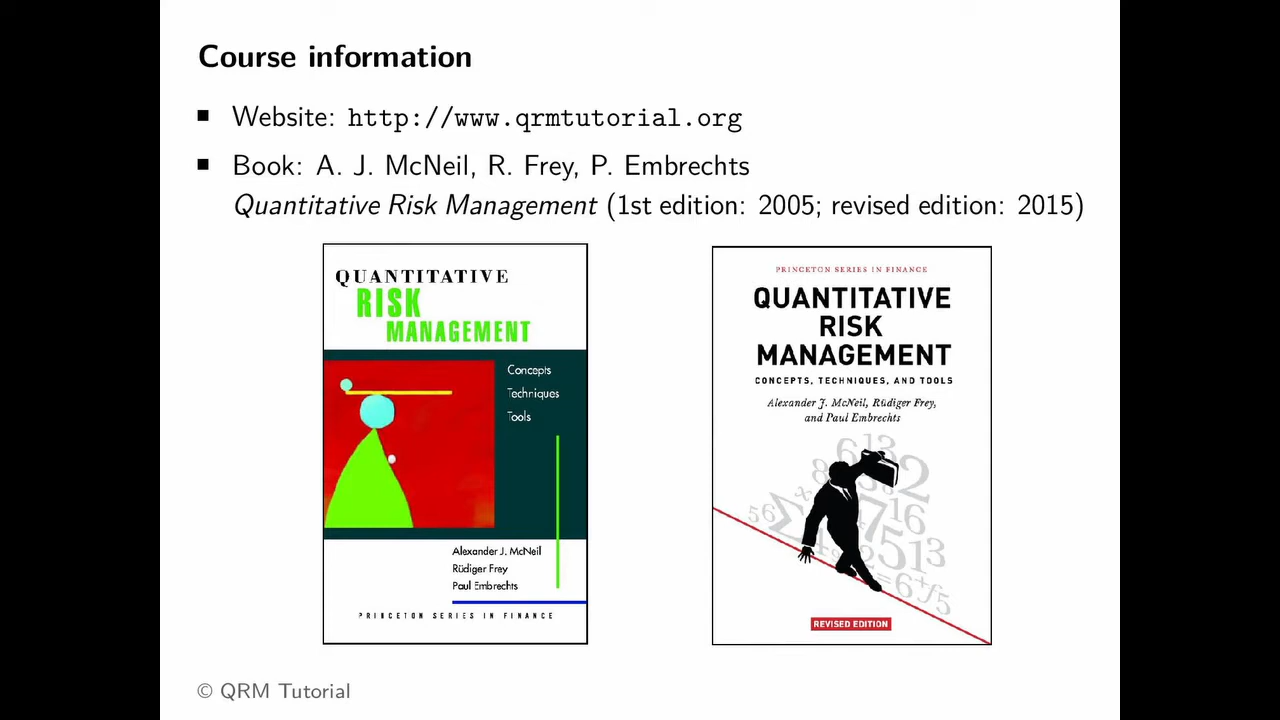 Course information
■ Website: http://www.qrmtutorial.org
■ Book: A. J. McNeil, R. Frey, P. Embrechts
Quantitative Risk Management (1st edition: 2005; revised edition: 2015)
QUANTITATIVE
RISK
MANAGEMENT
Concepts
Techniques
Tools
Alexander J. McNeil
Rüdiger Frey
Paul Embrechts
PRINCETON SERIES IN FINANCE
PRINCETON SERIES IN FINANCE
QUANTITATIVE
RISK
MANAGEMENT
CONCEPTS, TECHNIQUES, AND TOOLS
Alexander J. McNeil, Rüdiger Frey,
and Paul Embrechts
REVISED EDITION
© QRM Tutorial